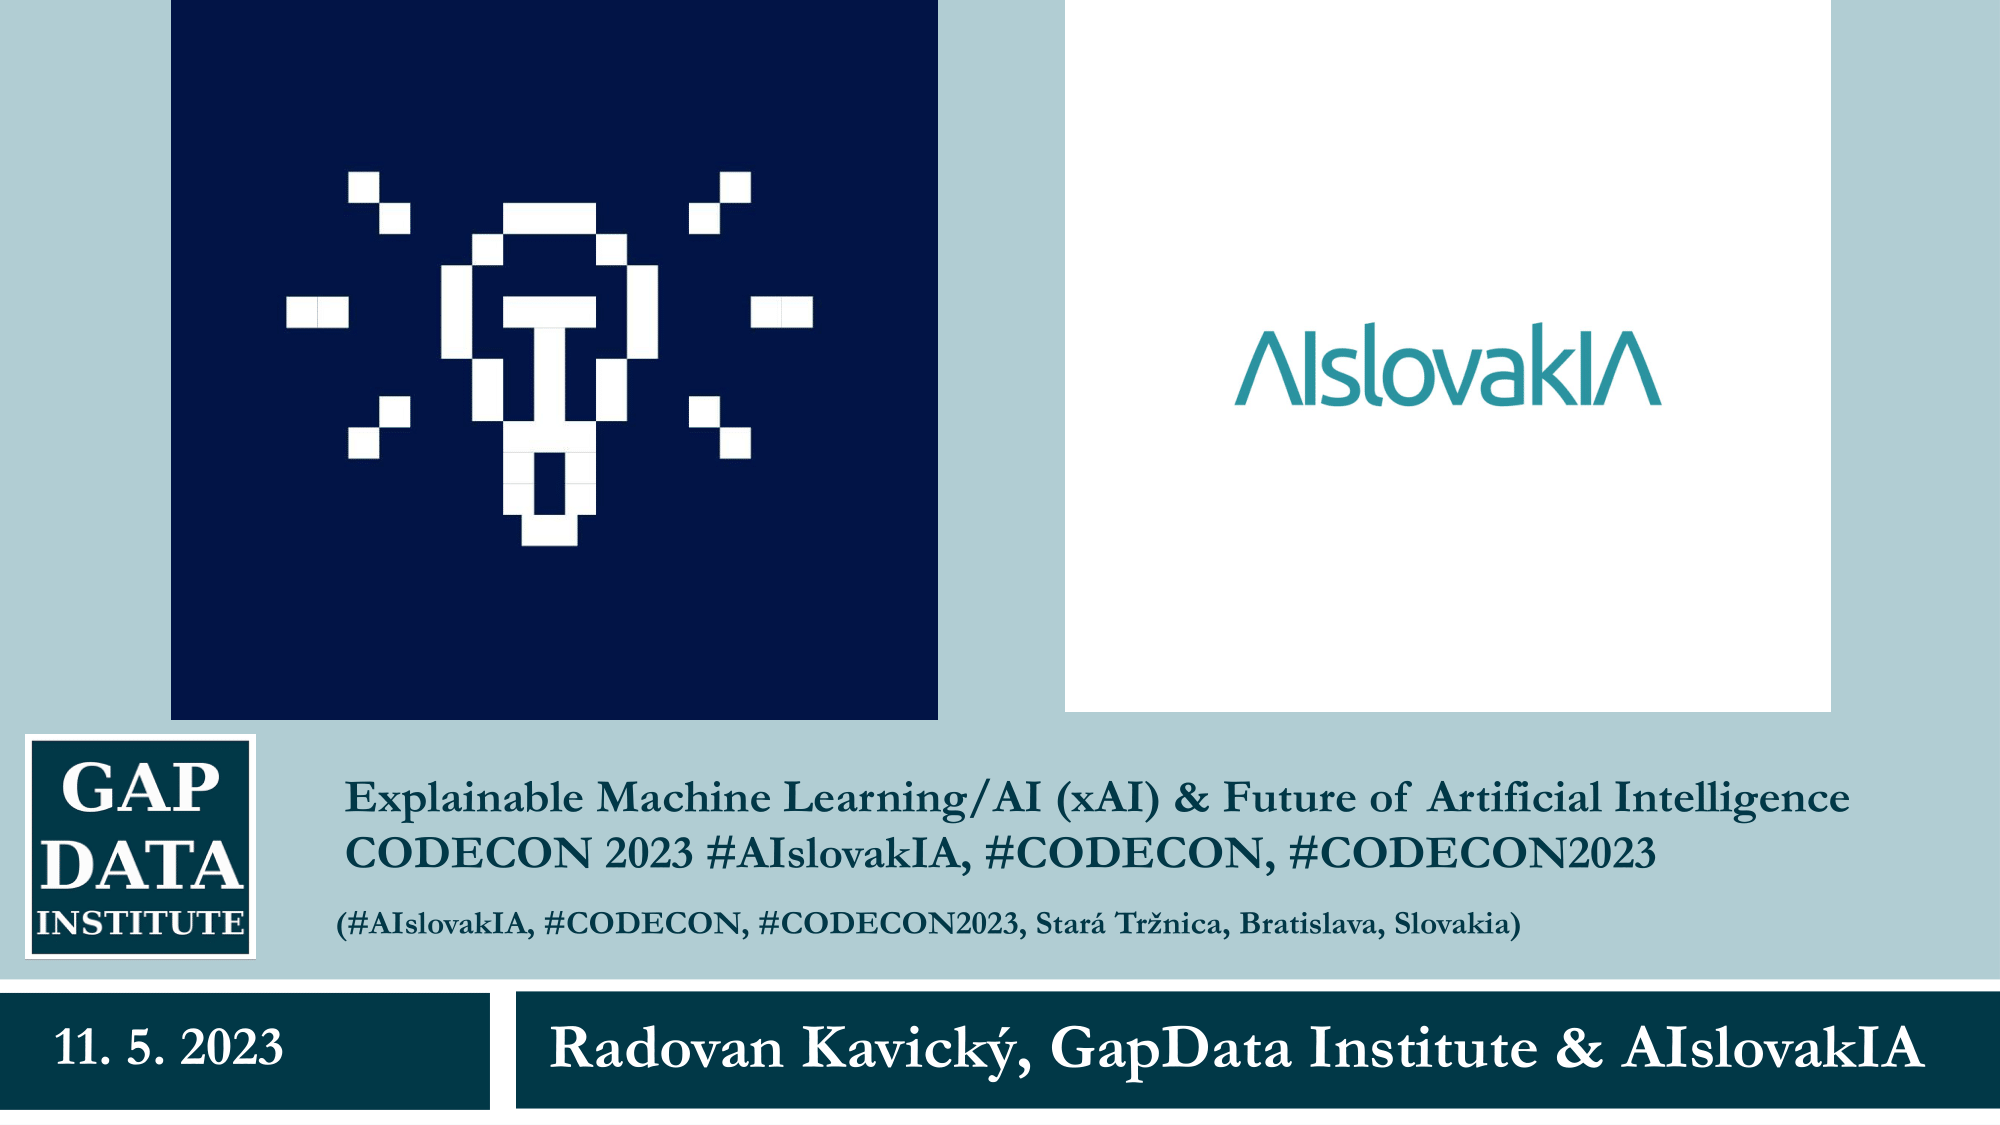 AIslovakIA
GAP
DATA
INSTITUTE
Explainable Machine Learning/AI (xAI) & Future of Artificial Intelligence
CODECON 2023 #AIslovakIA, #CODECON, #CODECON2023
(#AIslovakIA, #CODECON, #CODECON2023, Stará Tržnica, Bratislava, Slovakia)
11. 5. 2023
Radovan Kavický, GapData Institute & AIslovakIA